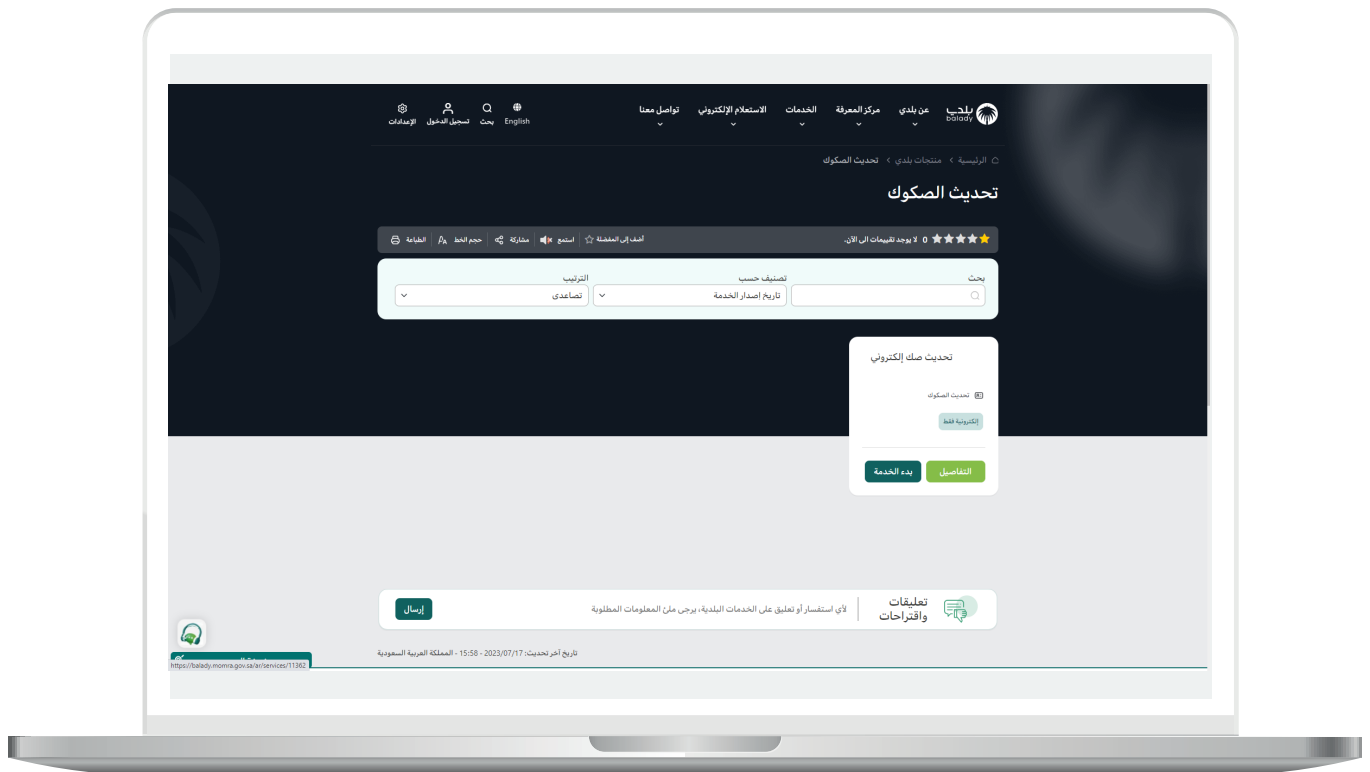 بلدي
balady
عن بلدي
مركز المعرفة
الخدمات
الاستعلام الإلكتروني
تواصل معنا
English
بحث
تسجيل الدخول
الإعدادات
الرئيسية > منتجات بلدي > تحديث الصكوك
تحديث الصكوك
0 لا يوجد تقييمات الى الآن.
أضف إلى المفضلة
استمع
مشاركة
حجم الخط
الطباعة
بحث
تصنيف حسب
الترتيب
تاريخ إصدار الخدمة
تصاعدى
تحديث صك إلكتروني
تحديث الصكوك
إلكترونية فقط
التفاصيل
بدء الخدمة
تعليقات
واقتراحات
لأي استفسار أو تعليق على الخدمات البلدية، يرجى ملئ المعلومات المطلوبة
إرسال
تاريخ آخر تحديث: 2023/07/17 - 15:58 - المملكة العربية السعودية
https://balady.momra.gov.sa/ar/services/11362